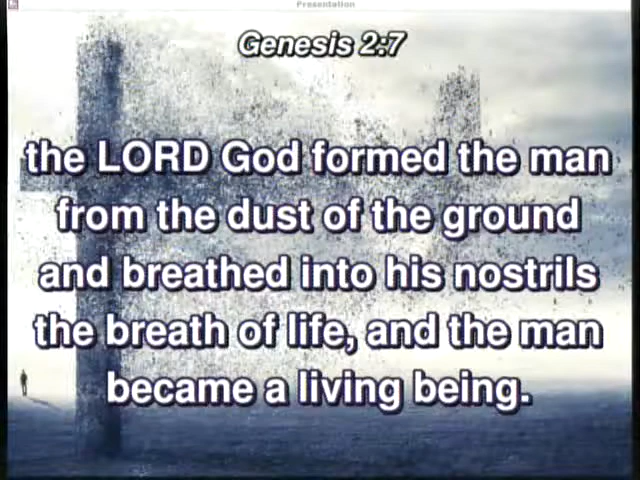 Presentation
Genesis 2:7
the LORD God formed the man
from the dust of the ground
and breathed into his nostrils
the breath of life, and the man
became a living being.